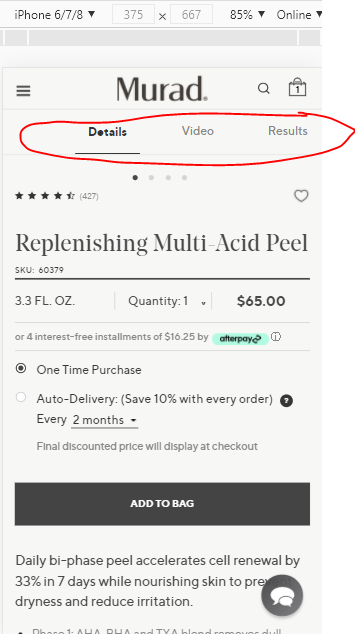 iPhone 6/7/8 ▼ 375 x 667 85% ▼ Online ▼
Murad.
1
Details Video Results
(427)
Replenishing Multi-Acid Peel
SKU: 60379
3.3 FL. OZ. Quantity: 1 $65.00
or 4 interest-free installments of $16.25 by afterpay
One Time Purchase
Auto-Delivery: (Save 10% with every order) ?
Every 2 months
Final discounted price will display at checkout
ADD TO BAG
Daily bi-phase peel accelerates cell renewal by
33% in 7 days while nourishing skin to
dryness and reduce irritation.
Phase 1: AHA, BHA and TXA blend removes dull